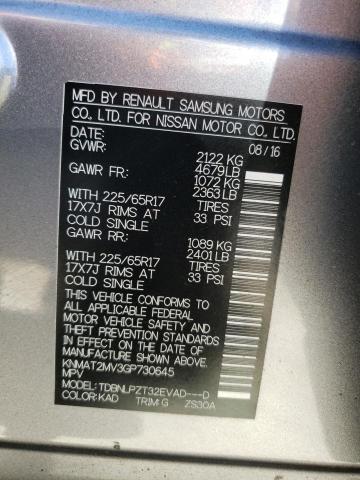 MFD BY RENAULT SAMSUNG MOTORS
CO., LTD. FOR NISSAN MOTOR CO., LTD.
DATE: 08/16
GVWR: 2122 KG
4679LB
GAWR FR: 1072 KG
2363LB
WITH 225/65R17 TIRES
17X7J RIMS AT 33 PSI
COLD SINGLE
GAWR RR: 1089 KG
2401LB
WITH 225/65R17 TIRES
17X7J RIMS AT 33 PSI
COLD SINGLE
THIS VEHICLE CONFORMS TO
ALL APPLICABLE FEDERAL
MOTOR VEHICLE SAFETY AND
THEFT PREVENTION STANDARDS
IN EFFECT ON THE DATE OF
MANUFACTURE SHOWN ABOVE.
KNMAT2MV3GP730645
MPV
MODEL: TDBNLPZT32EVAD---D
COLOR: KAD TRIM: G ZS30A